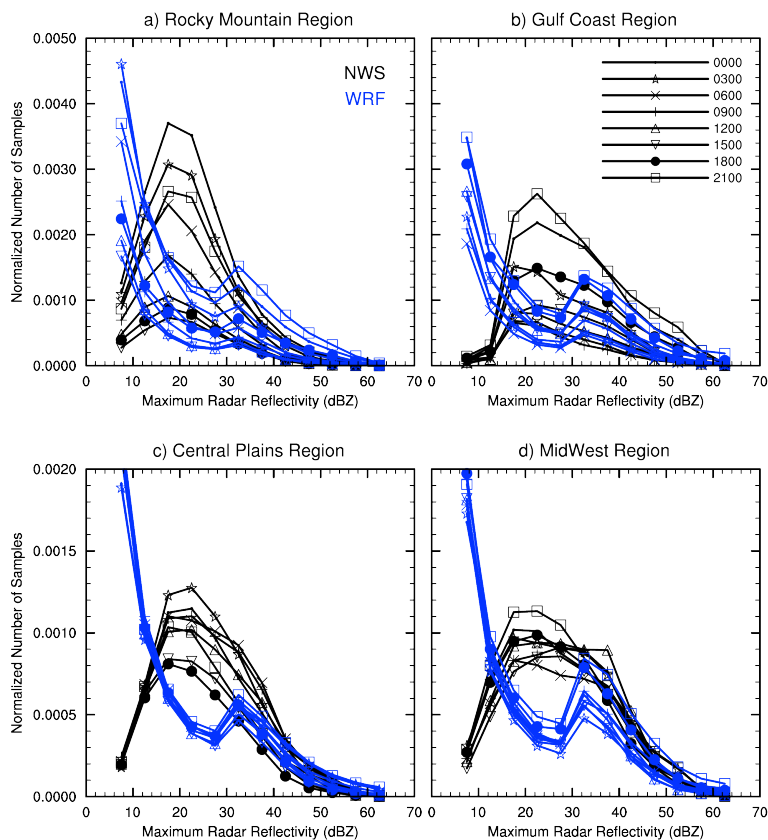 a) Rocky Mountain Region
b) Gulf Coast Region
0.0050
0.0040
0.0030
0.0020
0.0010
0.0000
Normalized Number of Samples
NWS
WRF
0000
0300
0600
0900
1200
1500
1800
2100
0 10 20 30 40 50 60 70
0 10 20 30 40 50 60 70
Maximum Radar Reflectivity (dBZ)
Maximum Radar Reflectivity (dBZ)
c) Central Plains Region
d) MidWest Region
0.0020
0.0015
0.0010
0.0005
0.0000
Normalized Number of Samples
0 10 20 30 40 50 60 70
0 10 20 30 40 50 60 70
Maximum Radar Reflectivity (dBZ)
Maximum Radar Reflectivity (dBZ)